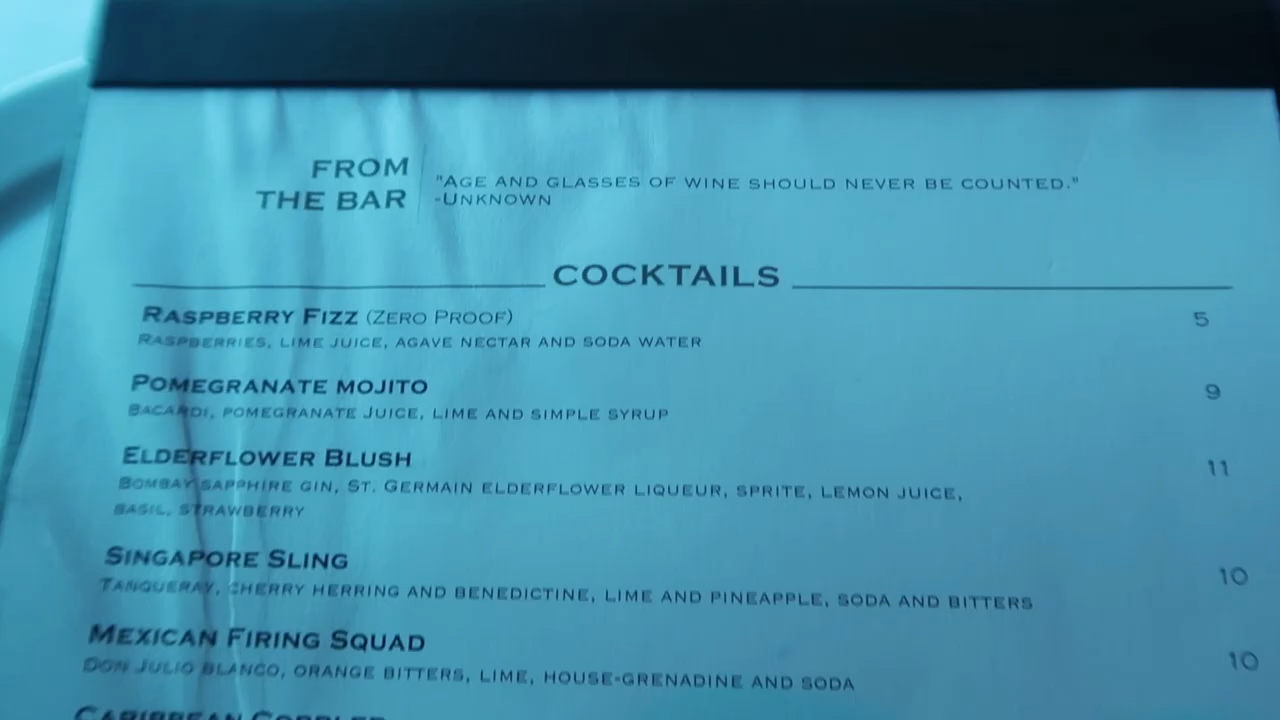 FROM
THE BAR
"AGE AND GLASSES OF WINE SHOULD NEVER BE COUNTED."
-UNKNOWN
COCKTAILS
RASPBERRY FIZZ (ZERO PROOF) 5
RASPBERRIES, LIME JUICE, AGAVE NECTAR AND SODA WATER
POMEGRANATE MOJITO 9
BACARDI, POMEGRANATE JUICE, LIME AND SIMPLE SYRUP
ELDERFLOWER BLUSH 11
BOMBAY SAPPHIRE GIN, ST. GERMAIN ELDERFLOWER LIQUEUR, SPRITE, LEMON JUICE,
BASIL, STRAWBERRY
SINGAPORE SLING 10
TANQUERAY, CHERRY HERRING AND BENEDICTINE, LIME AND PINEAPPLE, SODA AND BITTERS
MEXICAN FIRING SQUAD 10
DON JULIO BLANCO, ORANGE BITTERS, LIME, HOUSE-GRENADINE AND SODA
CARIBBEAN COBBLER